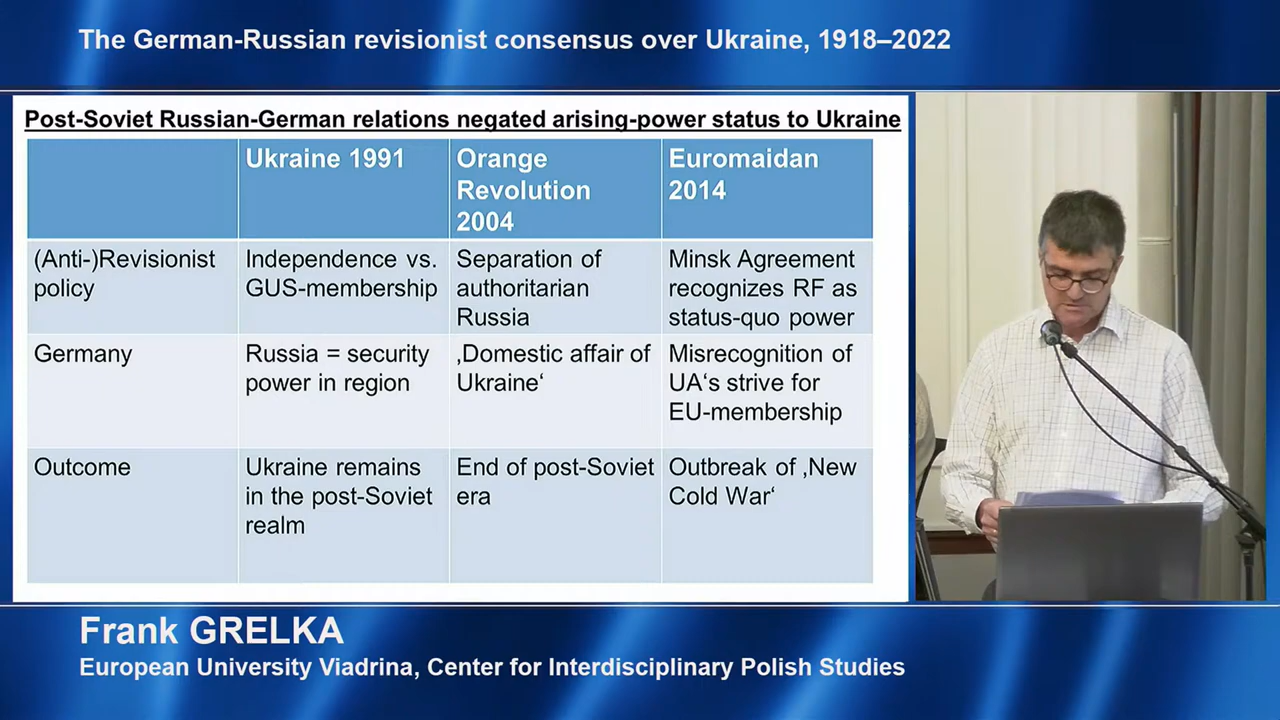 The German-Russian revisionist consensus over Ukraine, 1918–2022
Post-Soviet Russian-German relations negated arising-power status to Ukraine
Ukraine 1991
Orange
Revolution
2004
Euromaidan
2014
(Anti-)Revisionist
policy
Independence vs.
GUS-membership
Separation of
authoritarian
Russia
Minsk Agreement
recognizes RF as
status-quo power
Germany
Russia = security
power in region
‚Domestic affair of
Ukraine‘
Misrecognition of
UA‘s strive for
EU-membership
Outcome
Ukraine remains
in the post-Soviet
realm
End of post-Soviet
era
Outbreak of ‚New
Cold War‘
Frank GRELKA
European University Viadrina, Center for Interdisciplinary Polish Studies